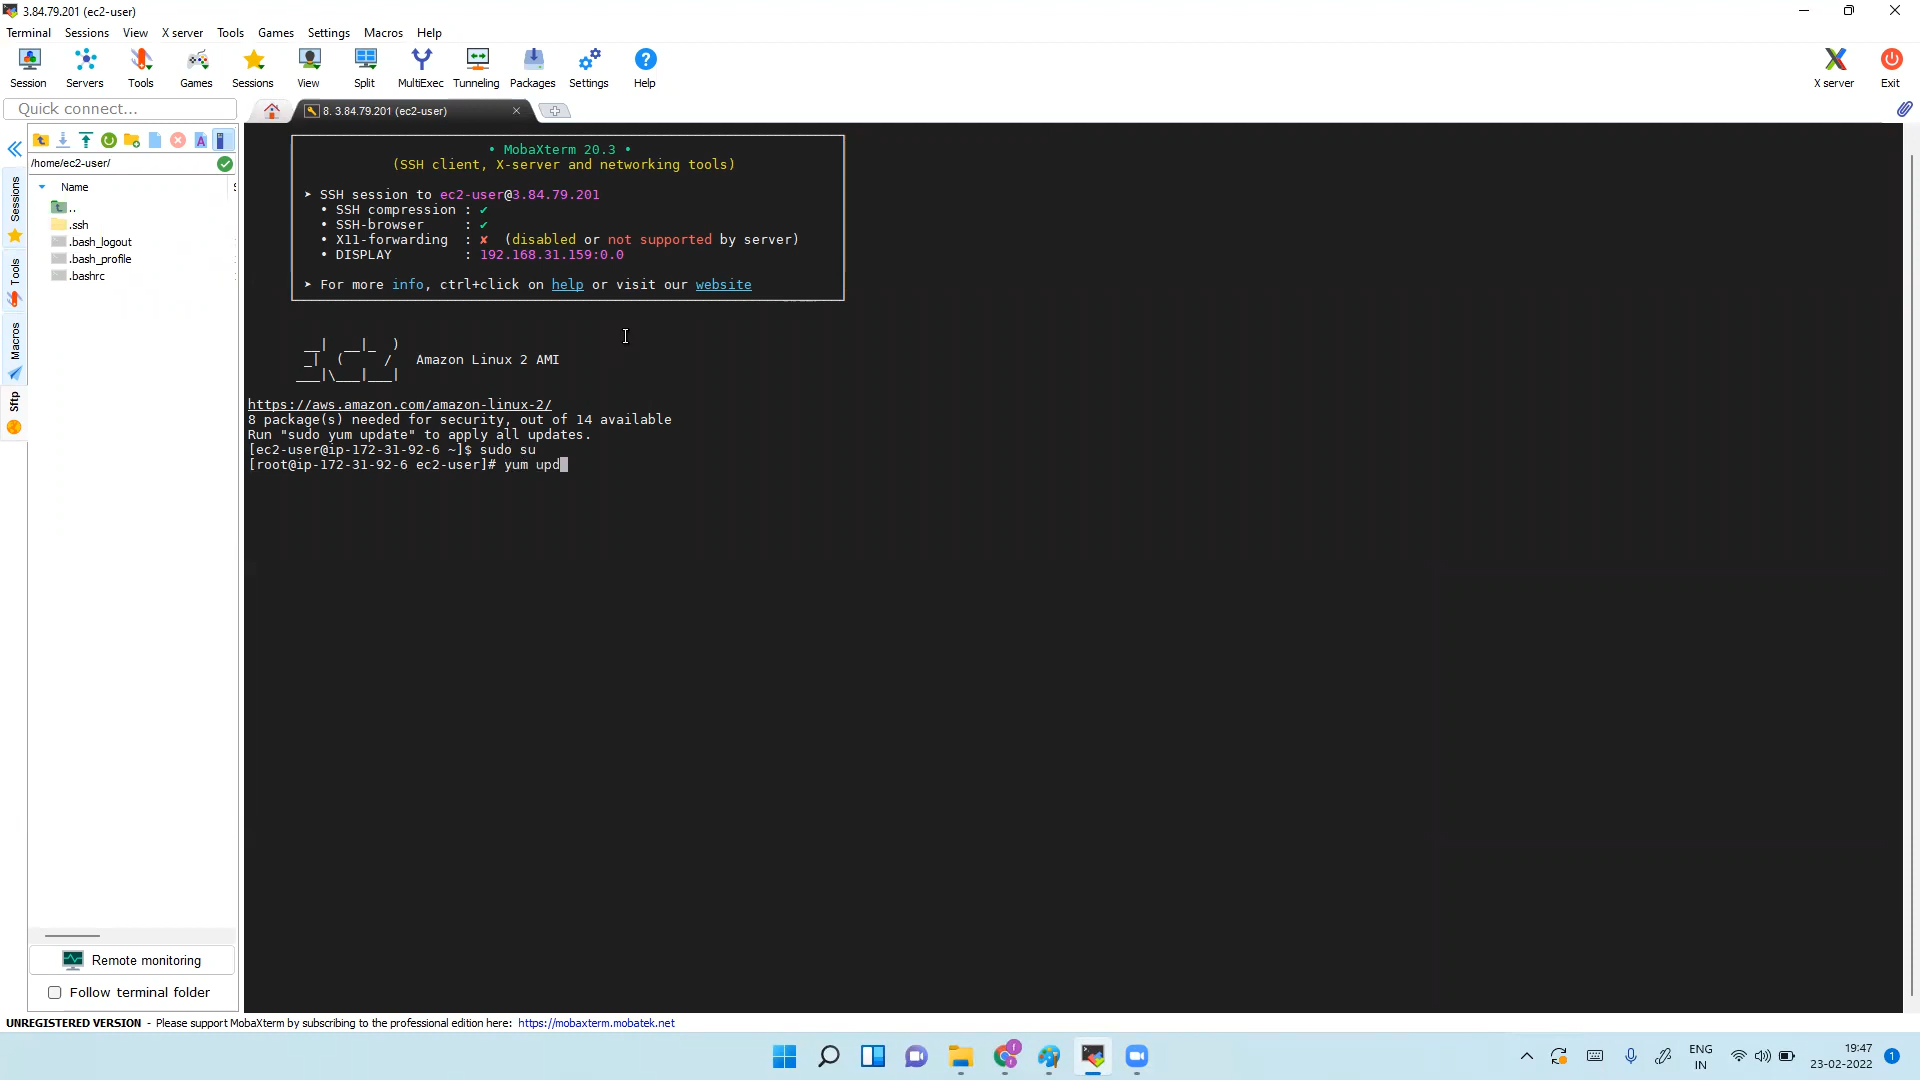 3.84.79.201 (ec2-user)
Terminal Sessions View X server Tools Games Settings Macros Help
Session Servers Tools Games Sessions View Split MultiExec Tunneling Packages Settings Help X server Exit
Quick connect...
8. 3.84.79.201 (ec2-user)
/home/ec2-user/
Name
..
.ssh
.bash_logout
.bash_profile
.bashrc
Sessions
Tools
Macros
Sftp
Remote monitoring
Follow terminal folder
• MobaXterm 20.3 •
(SSH client, X-server and networking tools)
➤ SSH session to ec2-user@3.84.79.201
• SSH compression : ✔
• SSH-browser : ✔
• X11-forwarding : ✘ (disabled or not supported by server)
• DISPLAY : 192.168.31.159:0.0
➤ For more info, ctrl+click on help or visit our website
__| __|_ )
_| ( / Amazon Linux 2 AMI
___|\___|___|
https://aws.amazon.com/amazon-linux-2/
8 package(s) needed for security, out of 14 available
Run "sudo yum update" to apply all updates.
[ec2-user@ip-172-31-92-6 ~]$ sudo su
[root@ip-172-31-92-6 ec2-user]# yum upd
UNREGISTERED VERSION - Please support MobaXterm by subscribing to the professional edition here: https://mobaxterm.mobatek.net
ENG
IN
19:47
23-02-2022
1